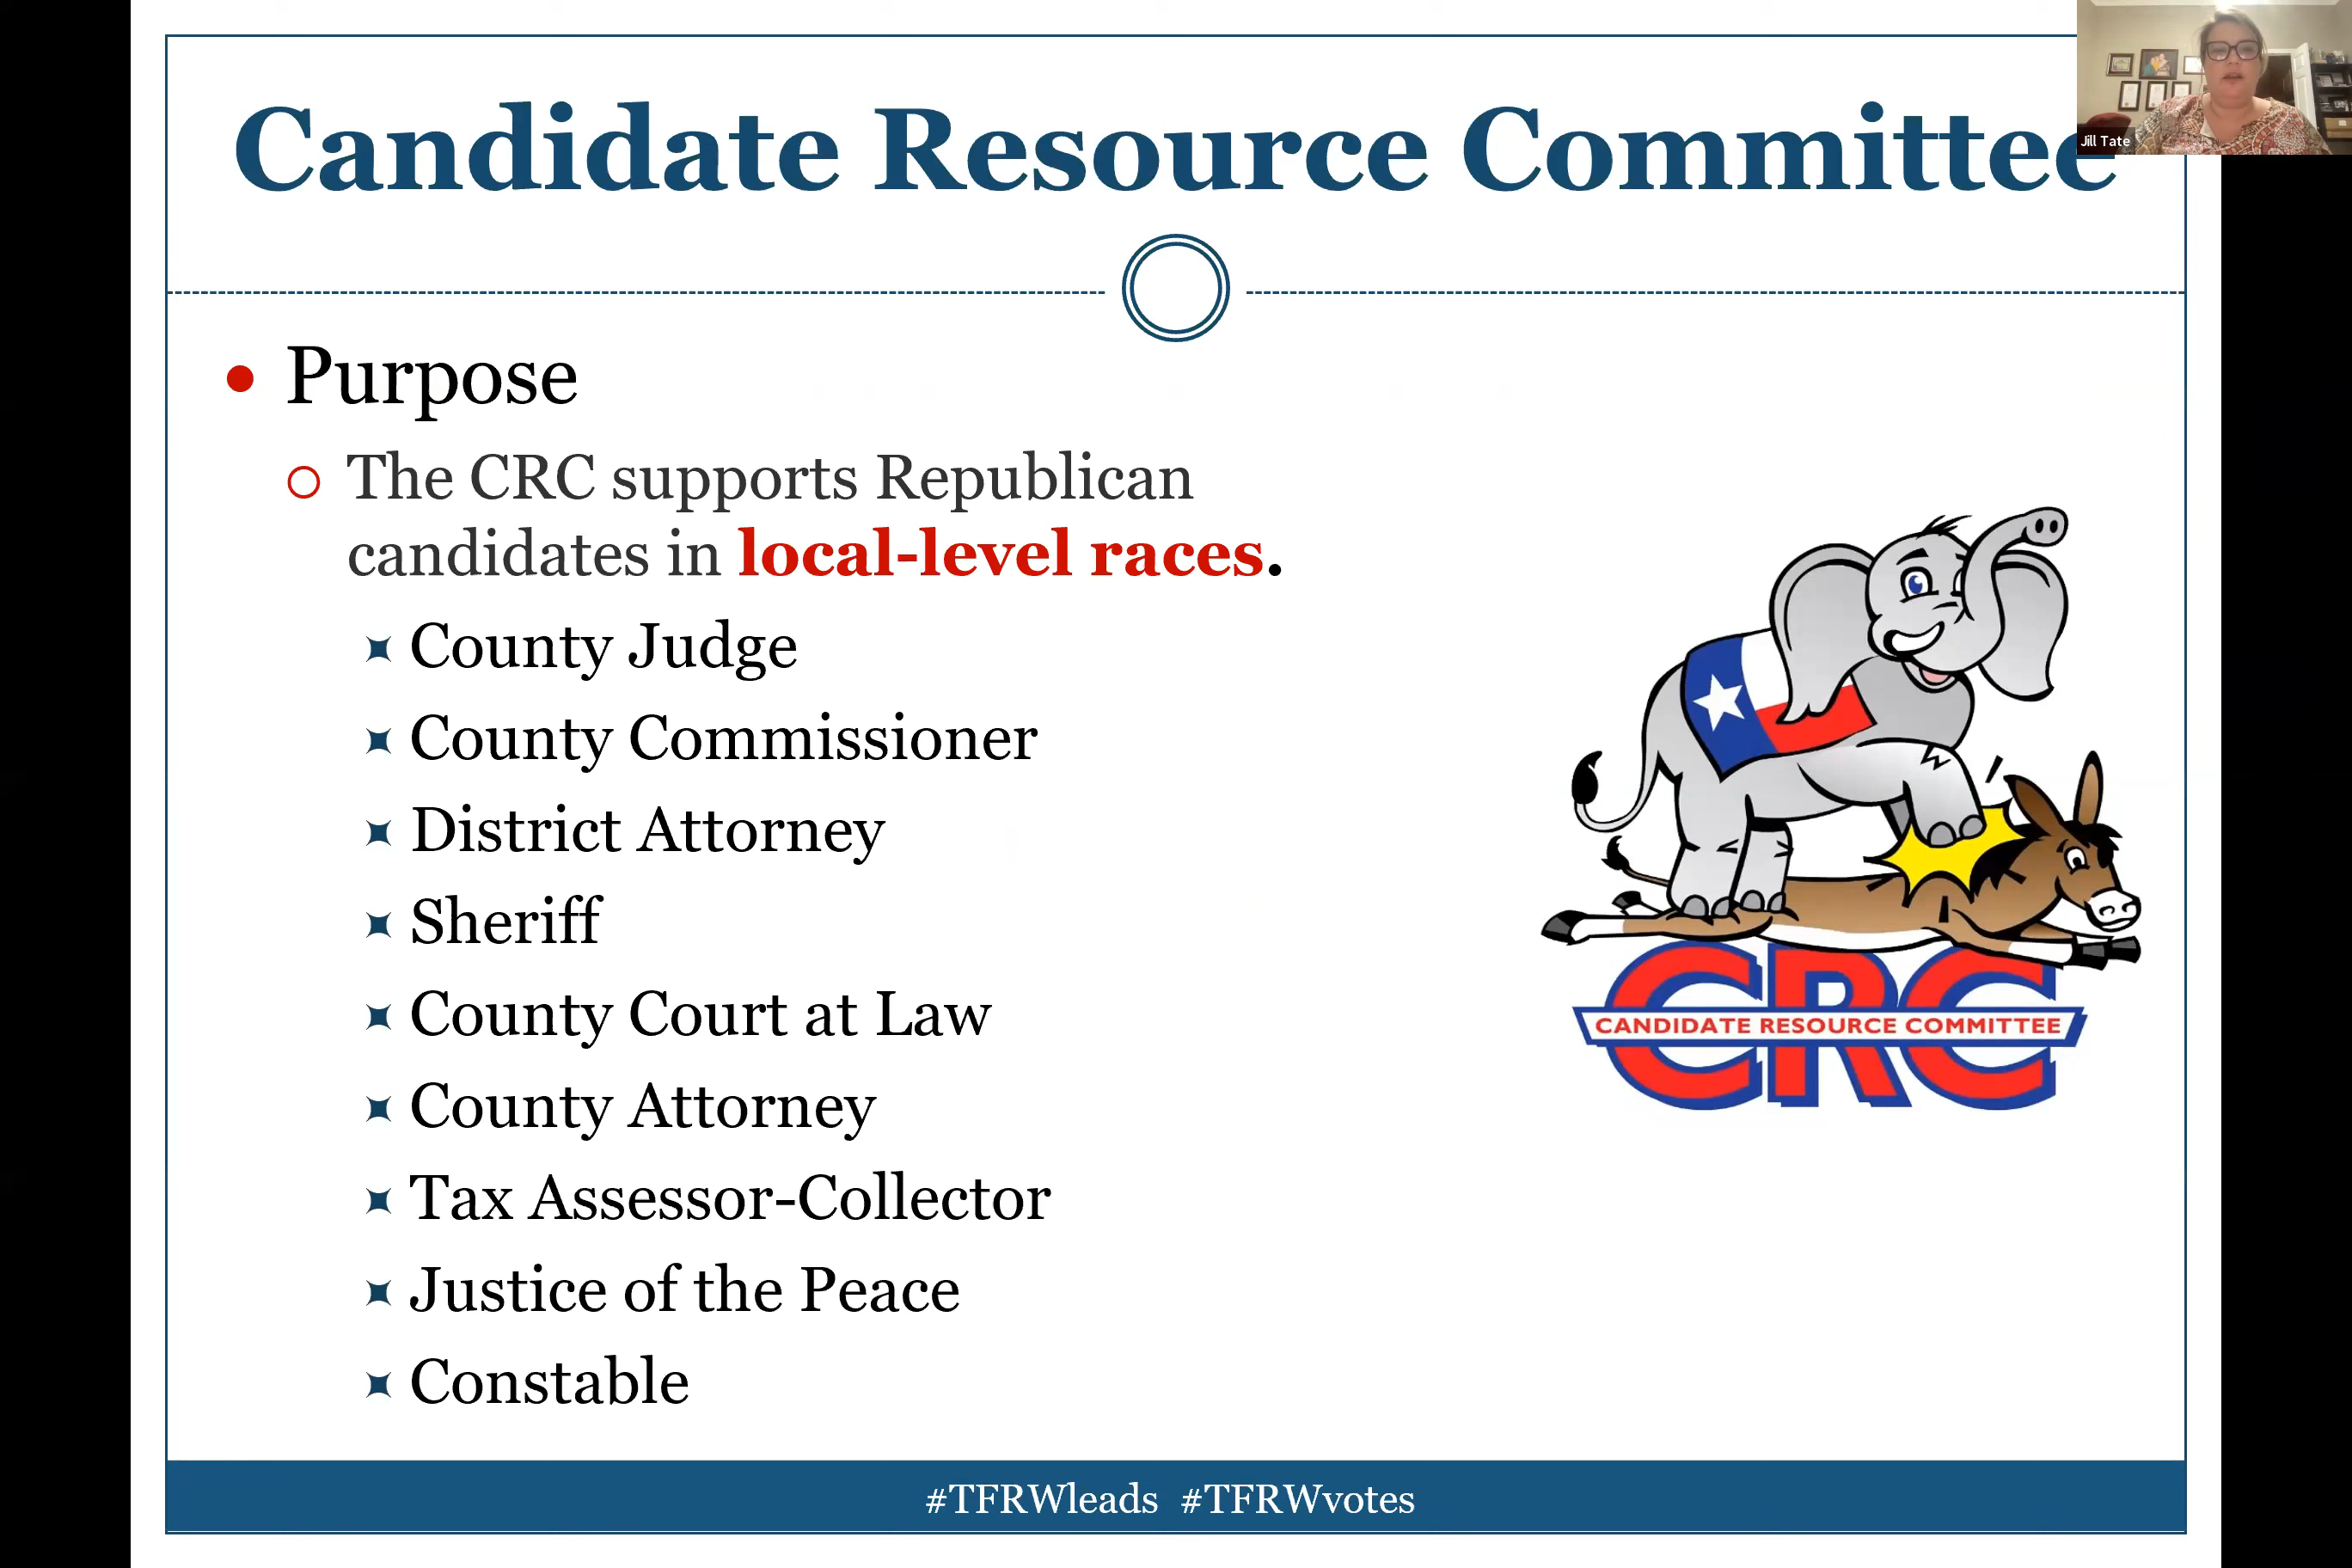 Candidate Resource Committee
Jill Tate
Purpose
The CRC supports Republican
candidates in local-level races.
County Judge
County Commissioner
District Attorney
Sheriff
County Court at Law
County Attorney
Tax Assessor-Collector
Justice of the Peace
Constable
CRC
CANDIDATE RESOURCE COMMITTEE
#TFRWleads #TFRWvotes